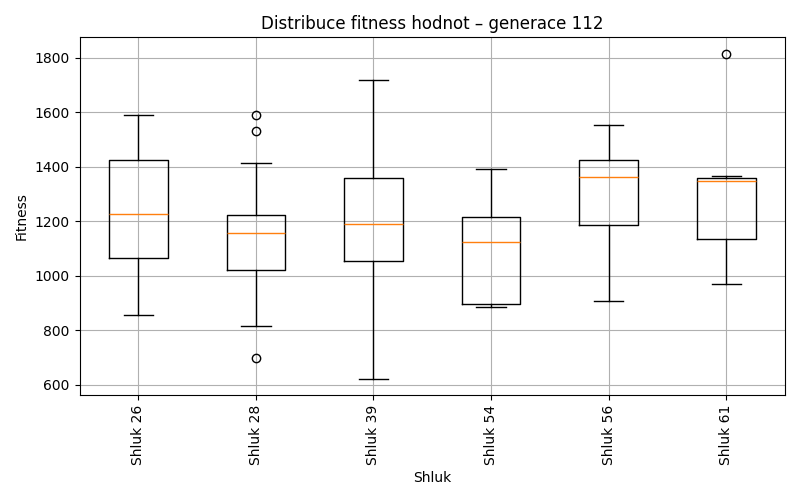 Distribuce fitness hodnot – generace 112
Fitness
1800
1600
1400
1200
1000
800
600
Shluk 26
Shluk 28
Shluk 39
Shluk 54
Shluk 56
Shluk 61
Shluk